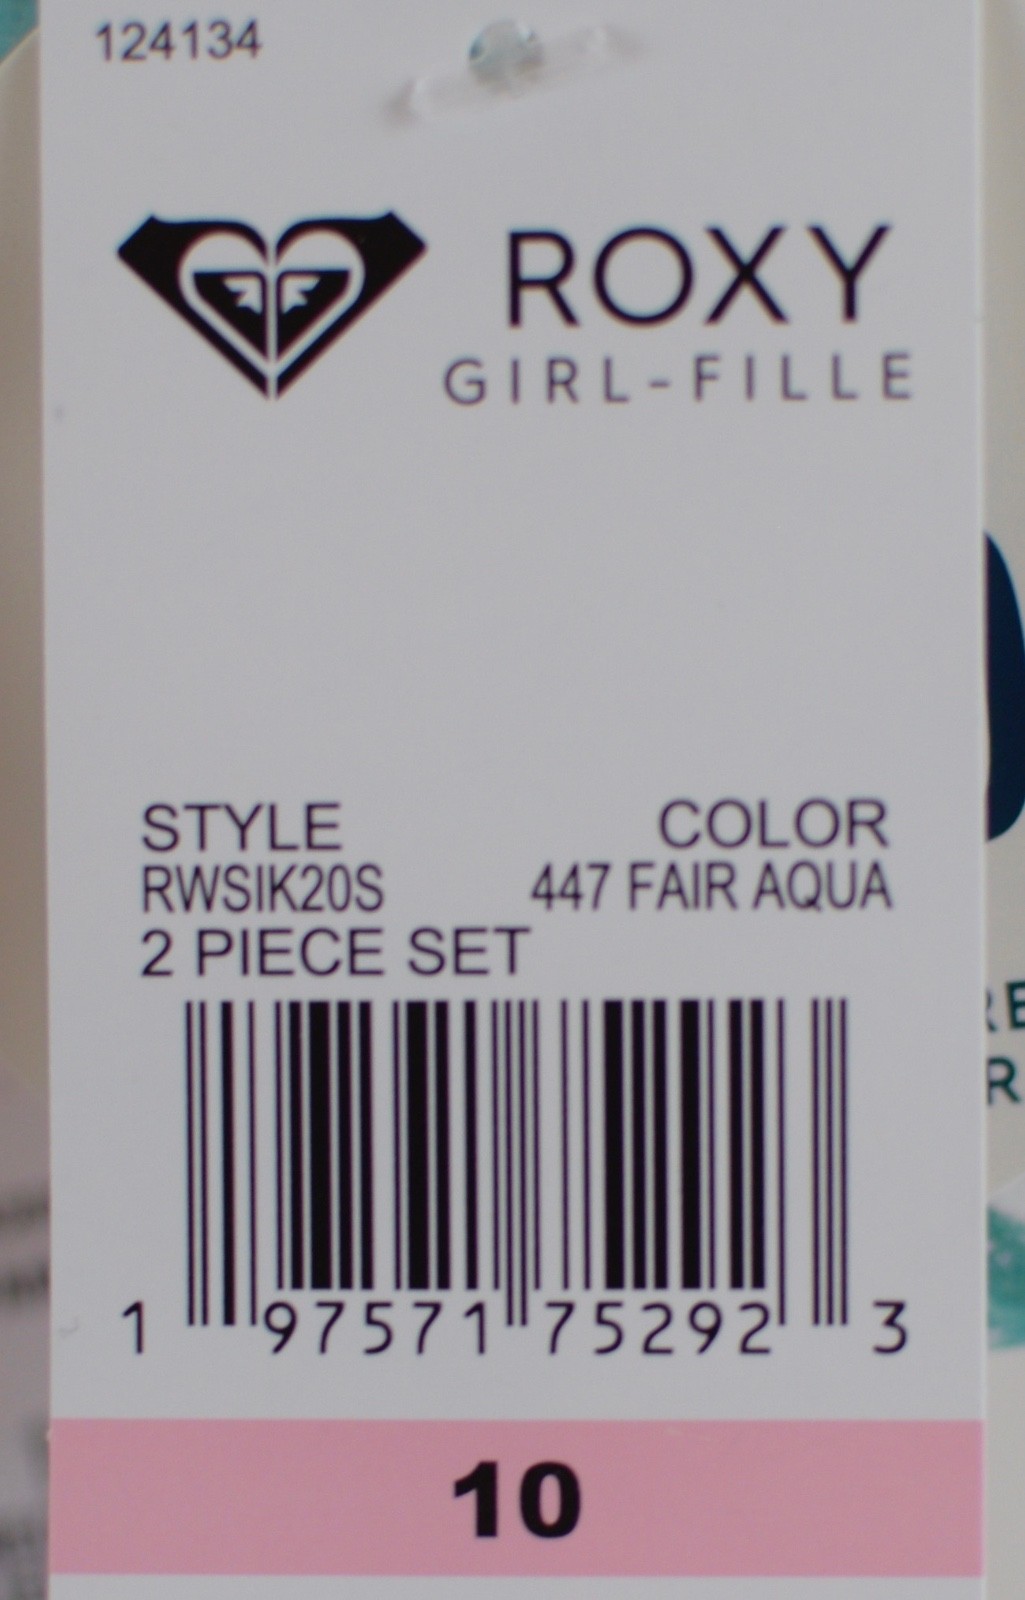 124134
ROXY
GIRL-FILLE
STYLE
COLOR
RWSIK20S
447 FAIR AQUA
2 PIECE SET
1 97571 75292 3
10